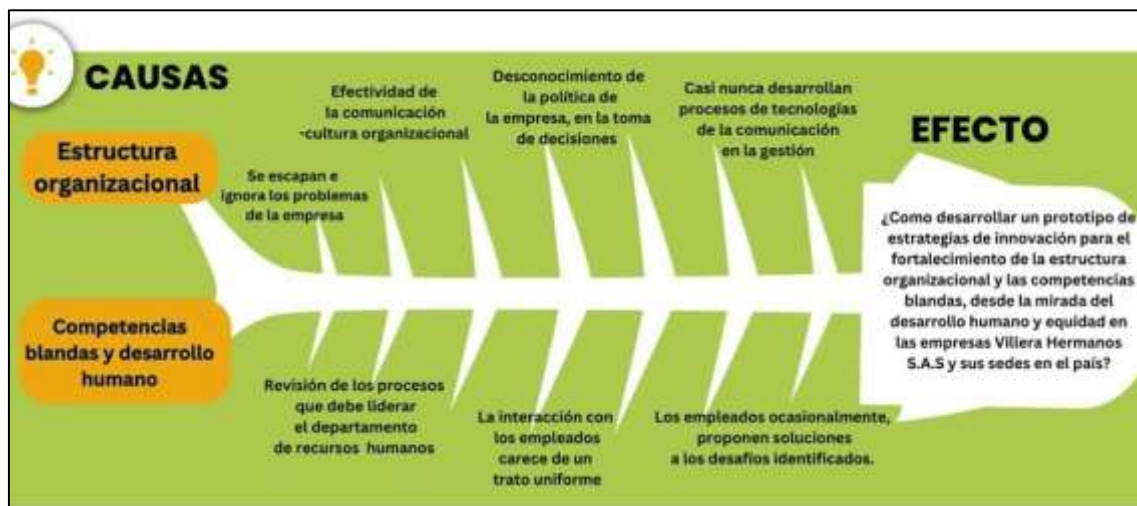 CAUSAS
Estructura
organizacional
Se escapan e
ignora los problemas
de la empresa
Efectividad de
la comunicación
-cultura organizacional
Desconocimiento de
la política de
la empresa, en la toma
de decisiones
Casi nunca desarrollan
procesos de tecnologías
de la comunicación
en la gestión
EFECTO
¿Como desarrollar un prototipo de
estrategias de innovación para el
fortalecimiento de la estructura
organizacional y las competencias
blandas, desde la mirada del
desarrollo humano y equidad en
las empresas Villera Hermanos
S.A.S y sus sedes en el país?
Competencias
blandas y desarrollo
humano
Revisión de los procesos
que debe liderar
el departamento
de recursos humanos
La interacción con
los empleados
carece de un
trato uniforme
Los empleados ocasionalmente,
proponen soluciones
a los desafíos identificados.